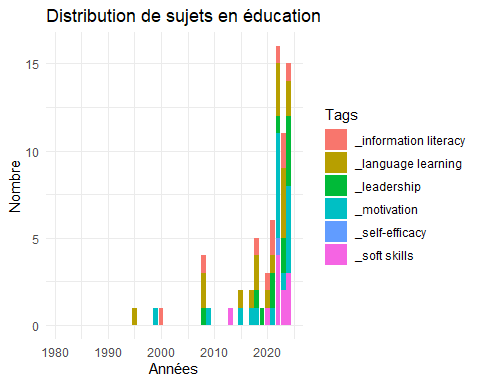 Distribution de sujets en éducation
15
10
5
0
Nombre
1980 1990 2000 2010 2020
Années
Tags
_information literacy
_language learning
_leadership
_motivation
_self-efficacy
_soft skills